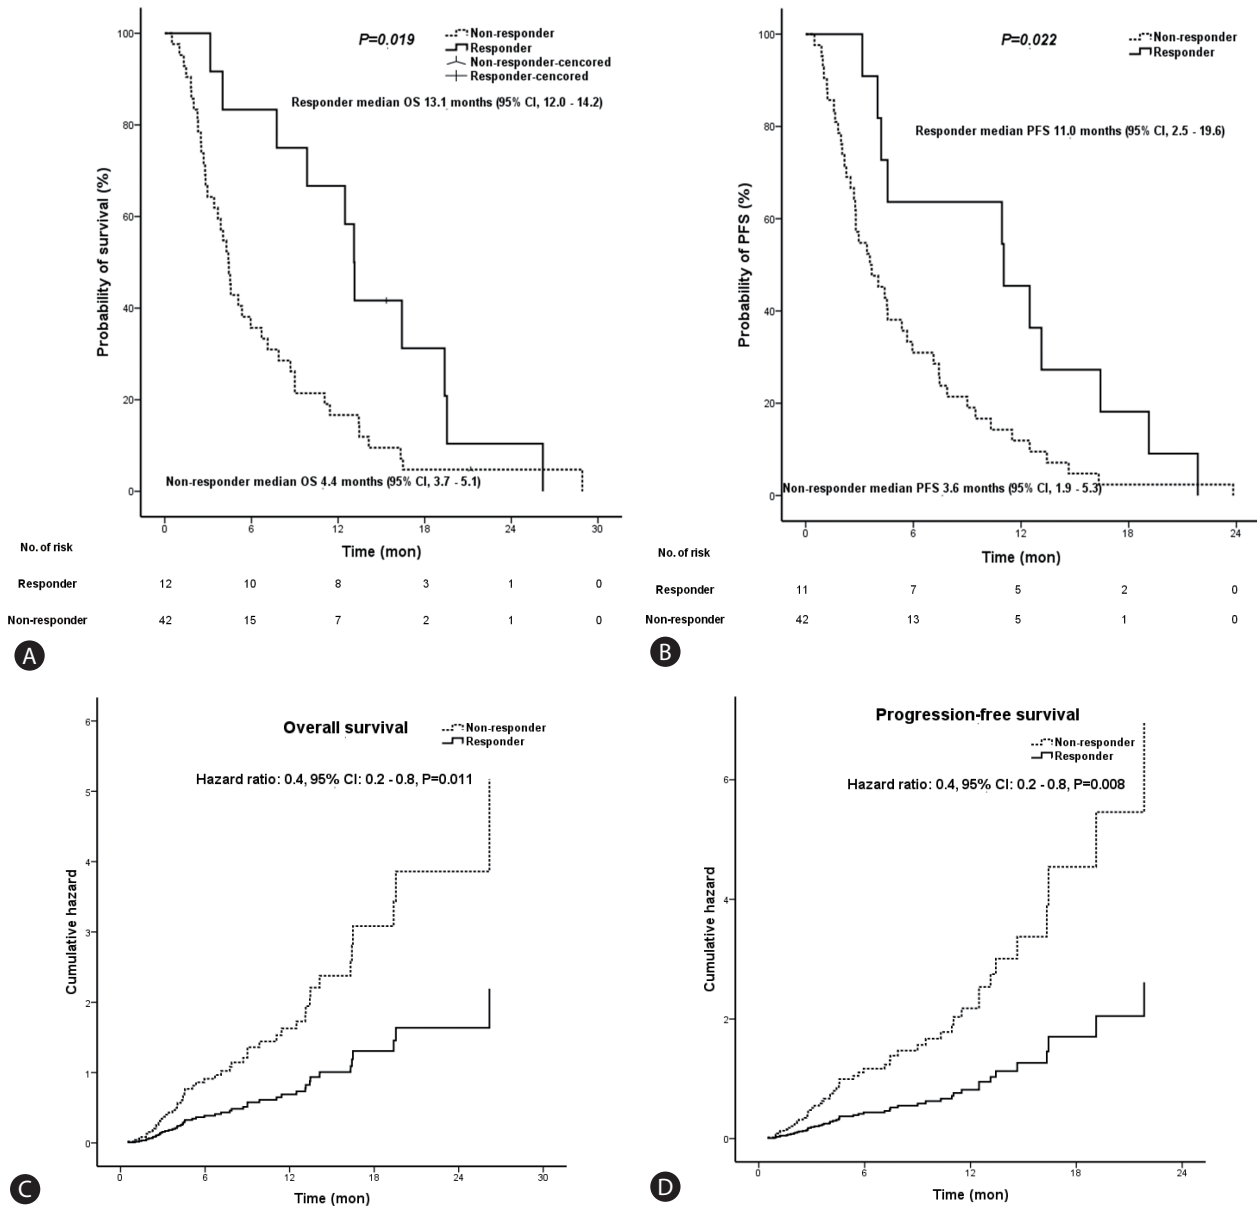 P=0.019
Non-responder
Responder
Non-responder-cencored
Responder-cencored
Responder median OS 13.1 months (95% CI, 12.0 - 14.2)
Probability of survival (%)
100
80
60
40
20
0
Non-responder median OS 4.4 months (95% CI, 3.7 - 5.1)
0 6 12 18 24 30
Time (mon)
No. of risk
Responder 12 10 8 3 1 0
Non-responder 42 15 7 2 1 0
A
P=0.022
Non-responder
Responder
Responder median PFS 11.0 months (95% CI, 2.5 - 19.6)
Probability of PFS (%)
100
80
60
40
20
0
Non-responder median PFS 3.6 months (95% CI, 1.9 - 5.3)
0 6 12 18 24
Time (mon)
No. of risk
Responder 11 7 5 2 0
Non-responder 42 13 5 1 0
B
Overall survival
Non-responder
Responder
Hazard ratio: 0.4, 95% CI: 0.2 - 0.8, P=0.011
Cumulative hazard
6
5
4
3
2
1
0
0 6 12 18 24 30
Time (mon)
C
Progression-free survival
Non-responder
Responder
Hazard ratio: 0.4, 95% CI: 0.2 - 0.8, P=0.008
Cumulative hazard
6
4
2
0
0 6 12 18 24
Time (mon)
D